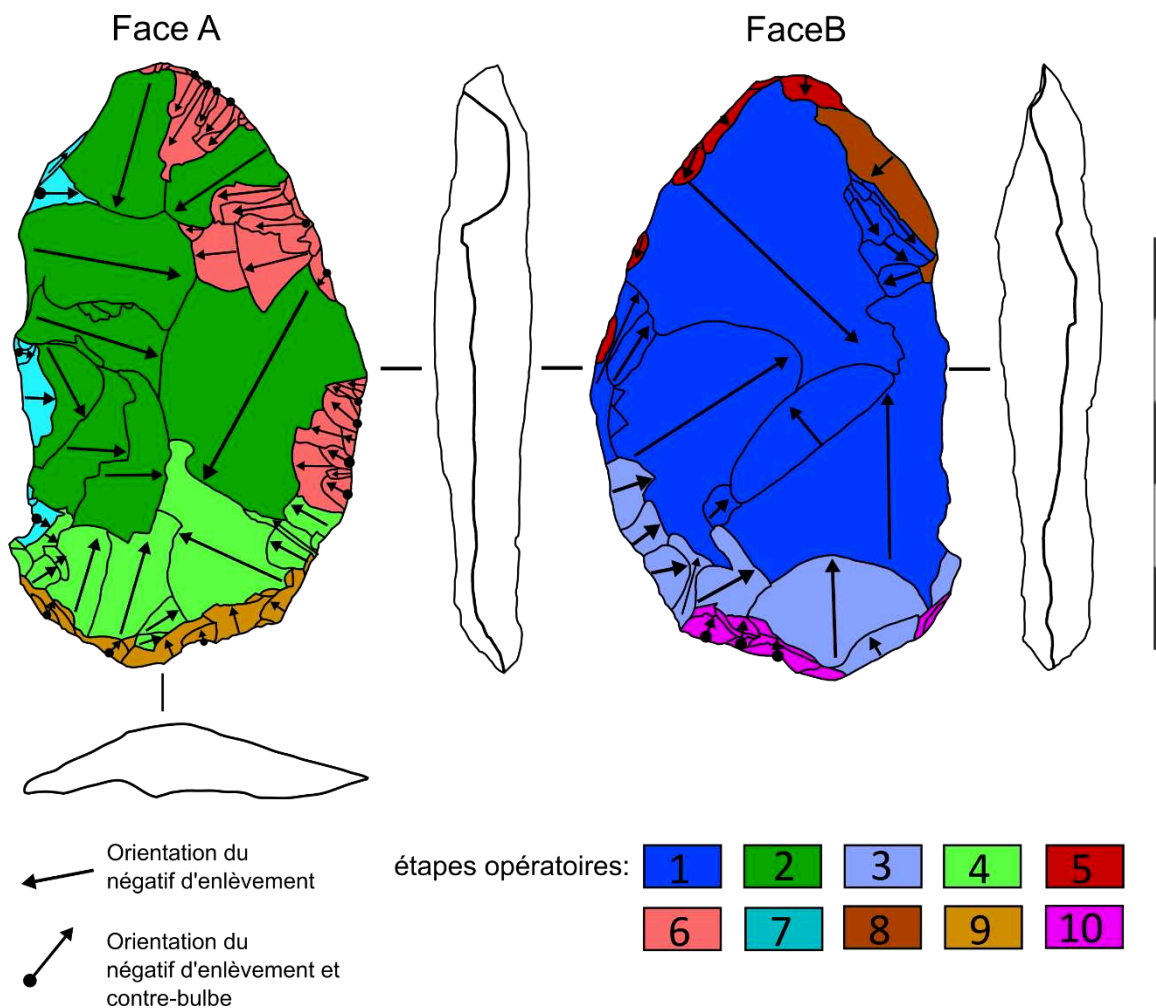 Face A
FaceB
Orientation du
négatif d'enlèvement
Orientation du
négatif d'enlèvement et
contre-bulbe
étapes opératoires:
1 2 3 4 5
6 7 8 9 10